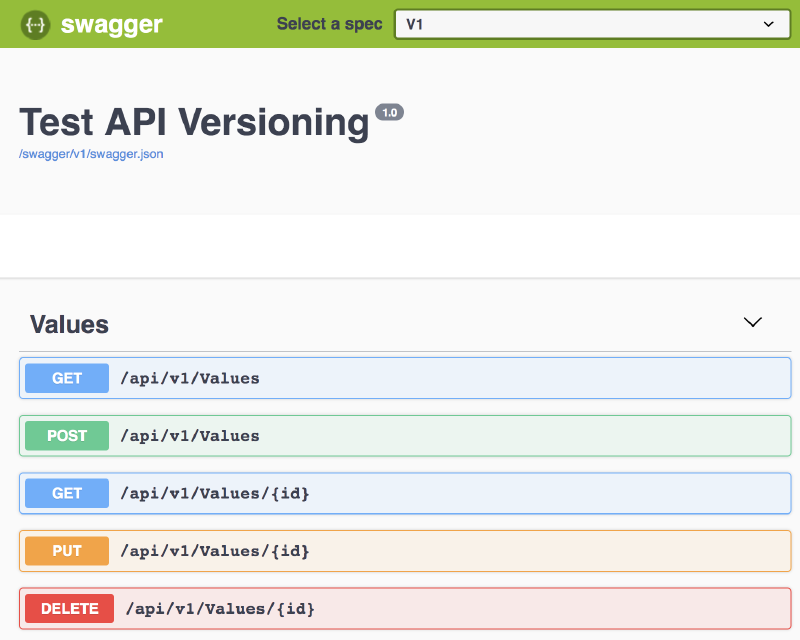 {...} swagger Select a spec V1
Test API Versioning 1.0
/swagger/v1/swagger.json
Values
GET /api/v1/Values
POST /api/v1/Values
GET /api/v1/Values/{id}
PUT /api/v1/Values/{id}
DELETE /api/v1/Values/{id}